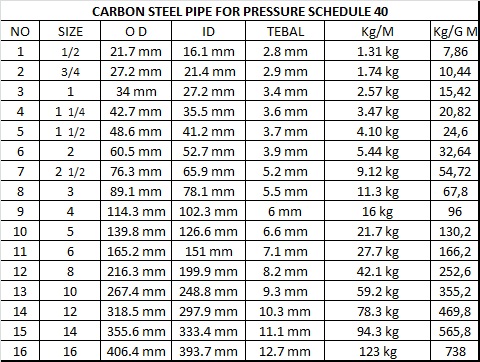 CARBON STEEL PIPE FOR PRESSURE SCHEDULE 40
NO SIZE O D ID TEBAL Kg/M Kg/G M
1 1/2 21.7 mm 16.1 mm 2.8 mm 1.31 kg 7,86
2 3/4 27.2 mm 21.4 mm 2.9 mm 1.74 kg 10,44
3 1 34 mm 27.2 mm 3.4 mm 2.57 kg 15,42
4 1 1/4 42.7 mm 35.5 mm 3.6 mm 3.47 kg 20,82
5 1 1/2 48.6 mm 41.2 mm 3.7 mm 4.10 kg 24,6
6 2 60.5 mm 52.7 mm 3.9 mm 5.44 kg 32,64
7 2 1/2 76.3 mm 65.9 mm 5.2 mm 9.12 kg 54,72
8 3 89.1 mm 78.1 mm 5.5 mm 11.3 kg 67,8
9 4 114.3 mm 102.3 mm 6 mm 16 kg 96
10 5 139.8 mm 126.6 mm 6.6 mm 21.7 kg 130,2
11 6 165.2 mm 151 mm 7.1 mm 27.7 kg 166,2
12 8 216.3 mm 199.9 mm 8.2 mm 42.1 kg 252,6
13 10 267.4 mm 248.8 mm 9.3 mm 59.2 kg 355,2
14 12 318.5 mm 297.9 mm 10.3 mm 78.3 kg 469,8
15 14 355.6 mm 333.4 mm 11.1 mm 94.3 kg 565,8
16 16 406.4 mm 393.7 mm 12.7 mm 123 kg 738